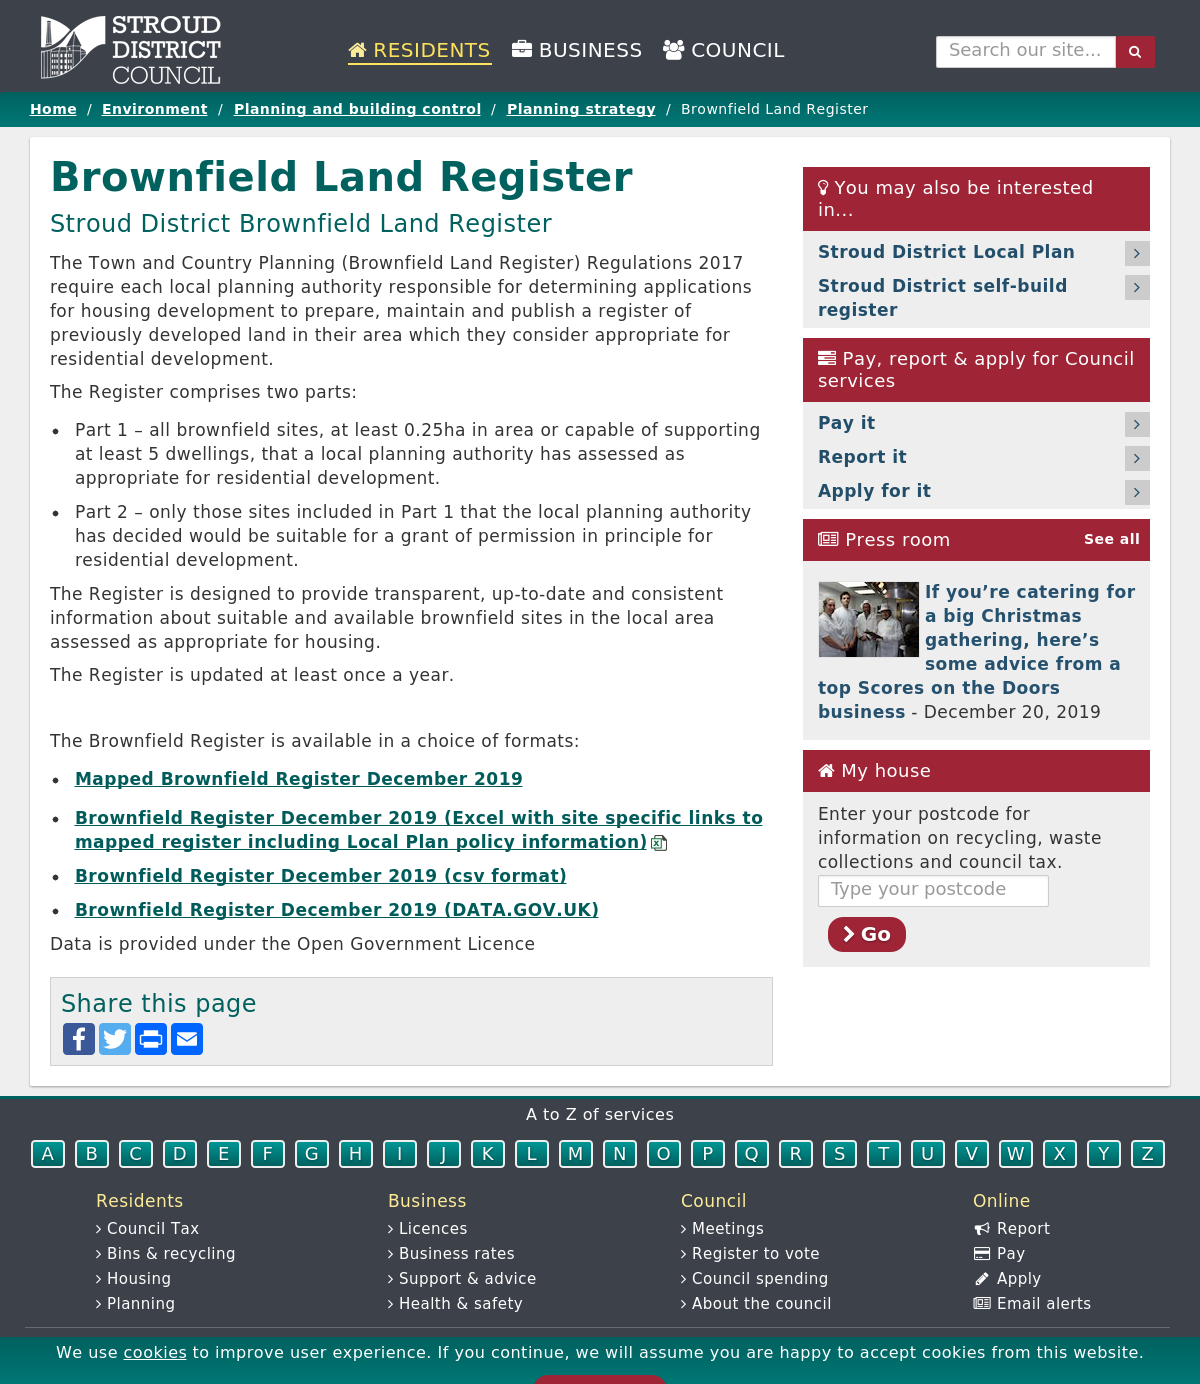 STROUD
DISTRICT
COUNCIL
RESIDENTS BUSINESS COUNCIL
Search our site...
Home / Environment / Planning and building control / Planning strategy / Brownfield Land Register
Brownfield Land Register
Stroud District Brownfield Land Register
The Town and Country Planning (Brownfield Land Register) Regulations 2017
require each local planning authority responsible for determining applications
for housing development to prepare, maintain and publish a register of
previously developed land in their area which they consider appropriate for
residential development.
The Register comprises two parts:
• Part 1 – all brownfield sites, at least 0.25ha in area or capable of supporting
at least 5 dwellings, that a local planning authority has assessed as
appropriate for residential development.
• Part 2 – only those sites included in Part 1 that the local planning authority
has decided would be suitable for a grant of permission in principle for
residential development.
The Register is designed to provide transparent, up-to-date and consistent
information about suitable and available brownfield sites in the local area
assessed as appropriate for housing.
The Register is updated at least once a year.
The Brownfield Register is available in a choice of formats:
• Mapped Brownfield Register December 2019
• Brownfield Register December 2019 (Excel with site specific links to
mapped register including Local Plan policy information)
• Brownfield Register December 2019 (csv format)
• Brownfield Register December 2019 (DATA.GOV.UK)
Data is provided under the Open Government Licence
Share this page
You may also be interested
in...
Stroud District Local Plan
Stroud District self-build
register
Pay, report & apply for Council
services
Pay it
Report it
Apply for it
Press room See all
If you’re catering for
a big Christmas
gathering, here’s
some advice from a
top Scores on the Doors
business - December 20, 2019
My house
Enter your postcode for
information on recycling, waste
collections and council tax.
Type your postcode
Go
A to Z of services
A B C D E F G H I J K L M N O P Q R S T U V W X Y Z
Residents
Council Tax
Bins & recycling
Housing
Planning
Business
Licences
Business rates
Support & advice
Health & safety
Council
Meetings
Register to vote
Council spending
About the council
Online
Report
Pay
Apply
Email alerts
We use cookies to improve user experience. If you continue, we will assume you are happy to accept cookies from this website.